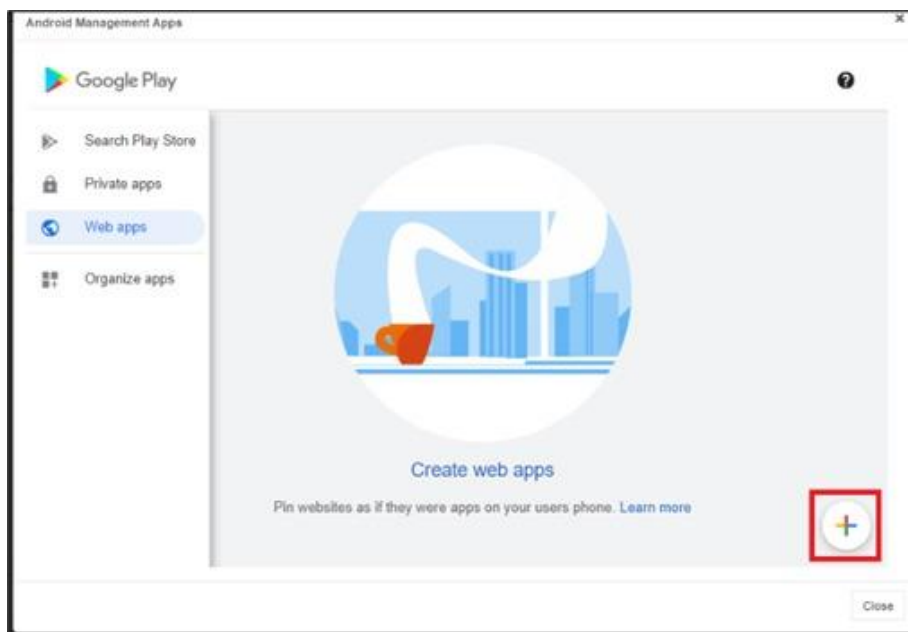 Android Management Apps
Google Play
Search Play Store
Private apps
Web apps
Organize apps
Create web apps
Pin websites as if they were apps on your users phone. Learn more
Close